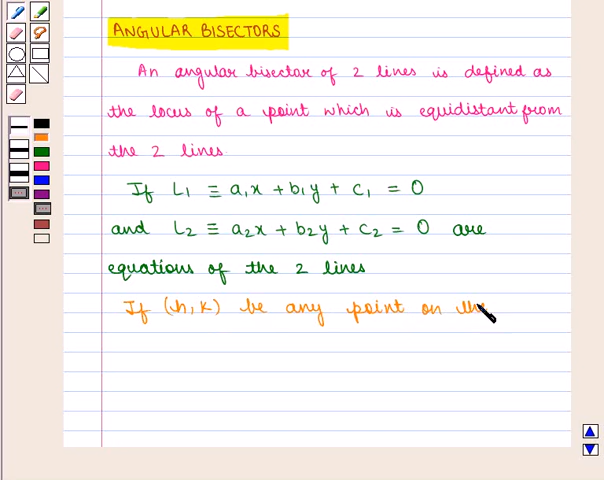 ANGULAR BISECTORS
An angular bisector of 2 lines is defined as
the locus of a point which is equidistant from
the 2 lines.
If L₁ ≡ a₁x + b₁y + c₁ = 0
and L₂ ≡ a₂x + b₂y + c₂ = 0 are
equations of the 2 lines
If (h, k) be any point on the